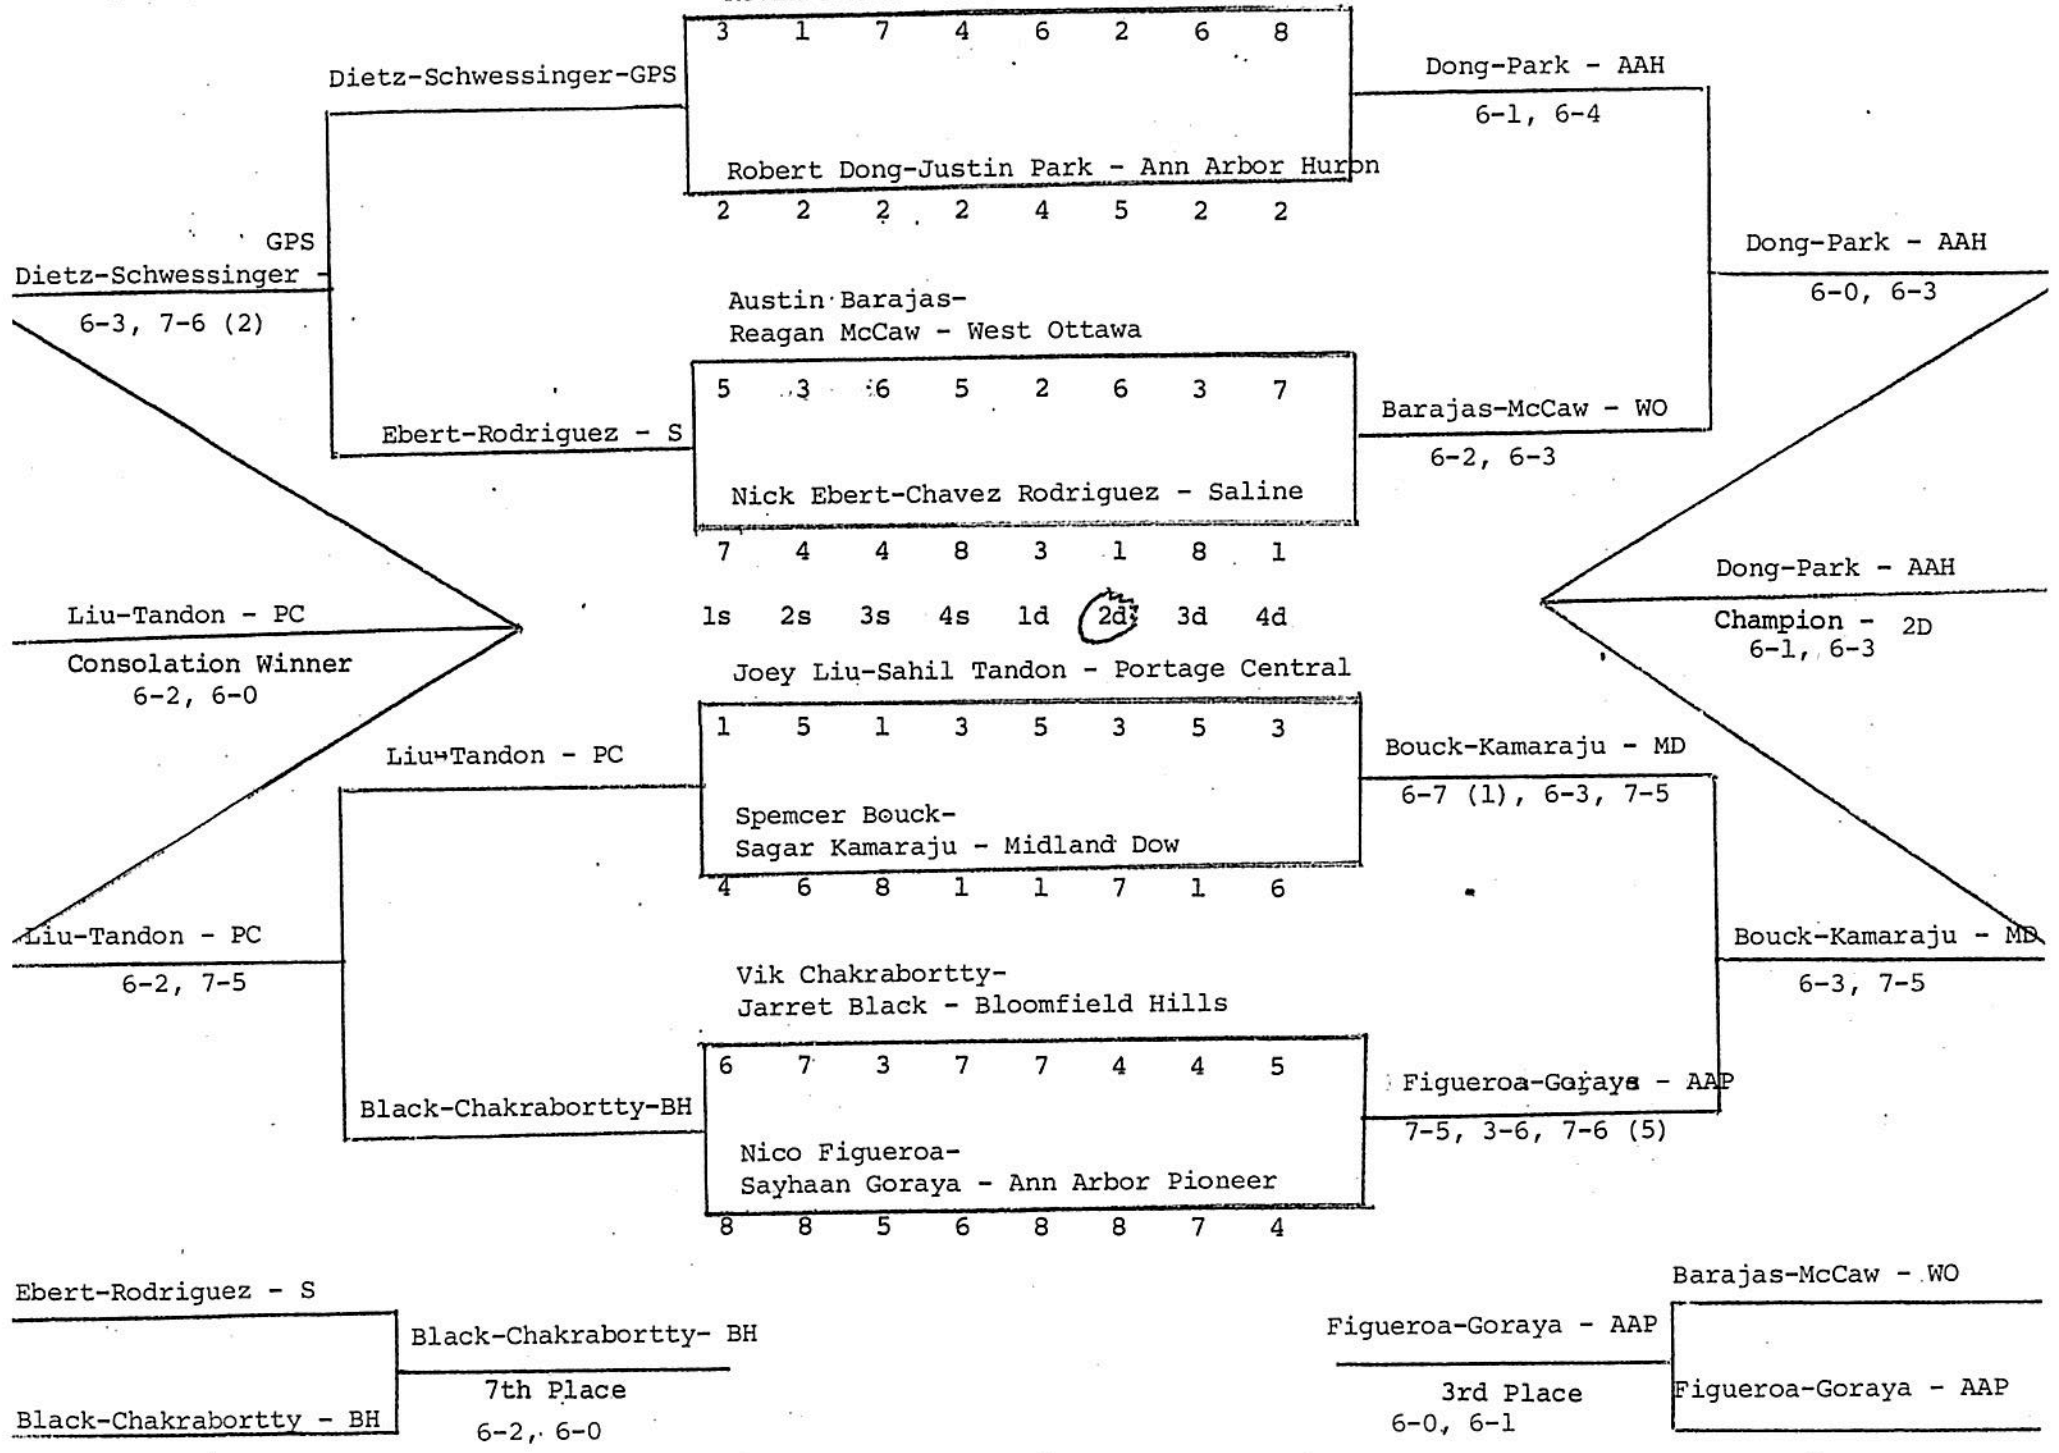 3 1 7 4 6 2 6 8
Dietz-Schwessinger-GPS
Dong-Park - AAH
6-1, 6-4
Robert Dong-Justin Park - Ann Arbor Huron
2 2 2 2 4 5 2 2
GPS
Dietz-Schwessinger -
6-3, 7-6 (2)
Dong-Park - AAH
6-0, 6-3
Austin Barajas-
Reagan McCaw - West Ottawa
5 3 6 5 2 6 3 7
Ebert-Rodriguez - S
Barajas-McCaw - WO
6-2, 6-3
Nick Ebert-Chavez Rodriguez - Saline
7 4 4 8 3 1 8 1
1s 2s 3s 4s 1d 2d 3d 4d
Liu-Tandon - PC
Consolation Winner
6-2, 6-0
Dong-Park - AAH
Champion - 2D
6-1, 6-3
Joey Liu-Sahil Tandon - Portage Central
1 5 1 3 5 3 5 3
Liu-Tandon - PC
Bouck-Kamaraju - MD
6-7 (1), 6-3, 7-5
Spemcer Bouck-
Sagar Kamaraju - Midland Dow
4 6 8 1 1 7 1 6
Liu-Tandon - PC
6-2, 7-5
Bouck-Kamaraju - MD
6-3, 7-5
Vik Chakrabortty-
Jarret Black - Bloomfield Hills
6 7 3 7 7 4 4 5
Black-Chakrabortty-BH
Figueroa-Goraya - AAP
7-5, 3-6, 7-6 (5)
Nico Figueroa-
Sayhaan Goraya - Ann Arbor Pioneer
8 8 5 6 8 8 7 4
Ebert-Rodriguez - S
Black-Chakrabortty- BH
7th Place
6-2, 6-0
Black-Chakrabortty - BH
Barajas-McCaw - WO
Figueroa-Goraya - AAP
3rd Place
6-0, 6-1
Figueroa-Goraya - AAP